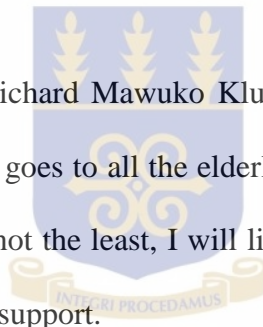 ichard Mawuko Klu
goes to all the elderl
not the least, I will li
support.
INTEGRI PROCEDAMUS